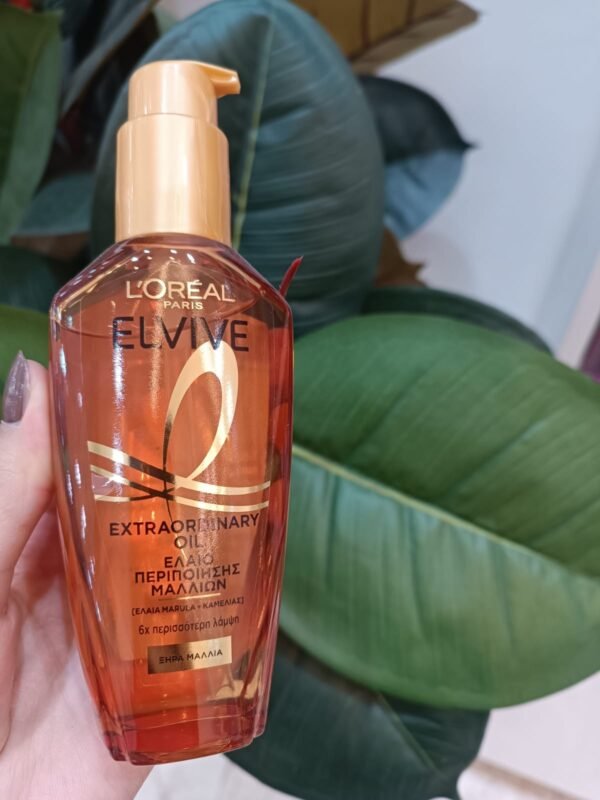 L'ORÉAL
PARIS
ELVIVE
EXTRAORDINARY
OIL
ΕΛΑΙΟ
ΠΕΡΙΠΟΙΗΣΗΣ
ΜΑΛΛΙΩΝ
[ΕΛΑΙΑ MARULA + ΚΑΜΕΛΙΑΣ]
6x περισσότερη λάμψη
ΞΗΡΑ ΜΑΛΛΙΑ